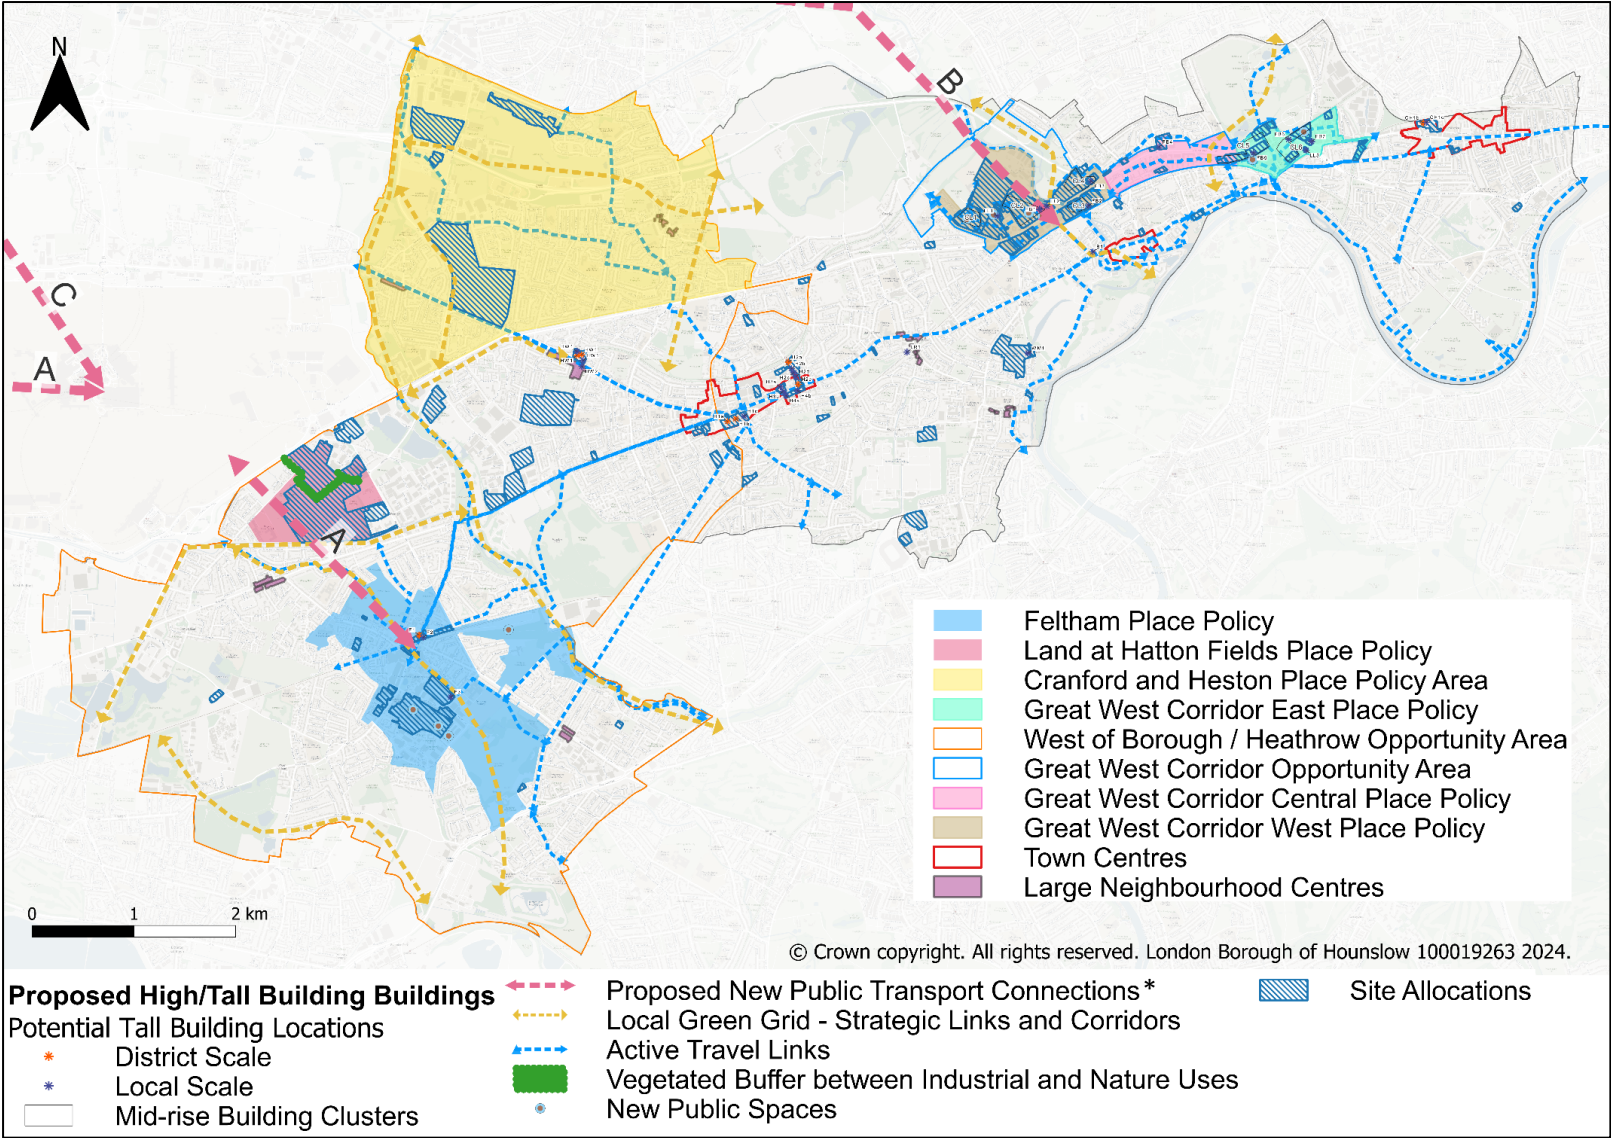 N
B
C
A
A
Feltham Place Policy
Land at Hatton Fields Place Policy
Cranford and Heston Place Policy Area
Great West Corridor East Place Policy
West of Borough / Heathrow Opportunity Area
Great West Corridor Opportunity Area
Great West Corridor Central Place Policy
Great West Corridor West Place Policy
Town Centres
Large Neighbourhood Centres
0 1 2 km
© Crown copyright. All rights reserved. London Borough of Hounslow 100019263 2024.
Proposed High/Tall Building Buildings
Potential Tall Building Locations
District Scale
Local Scale
Mid-rise Building Clusters
Proposed New Public Transport Connections*
Local Green Grid - Strategic Links and Corridors
Active Travel Links
Vegetated Buffer between Industrial and Nature Uses
New Public Spaces
Site Allocations